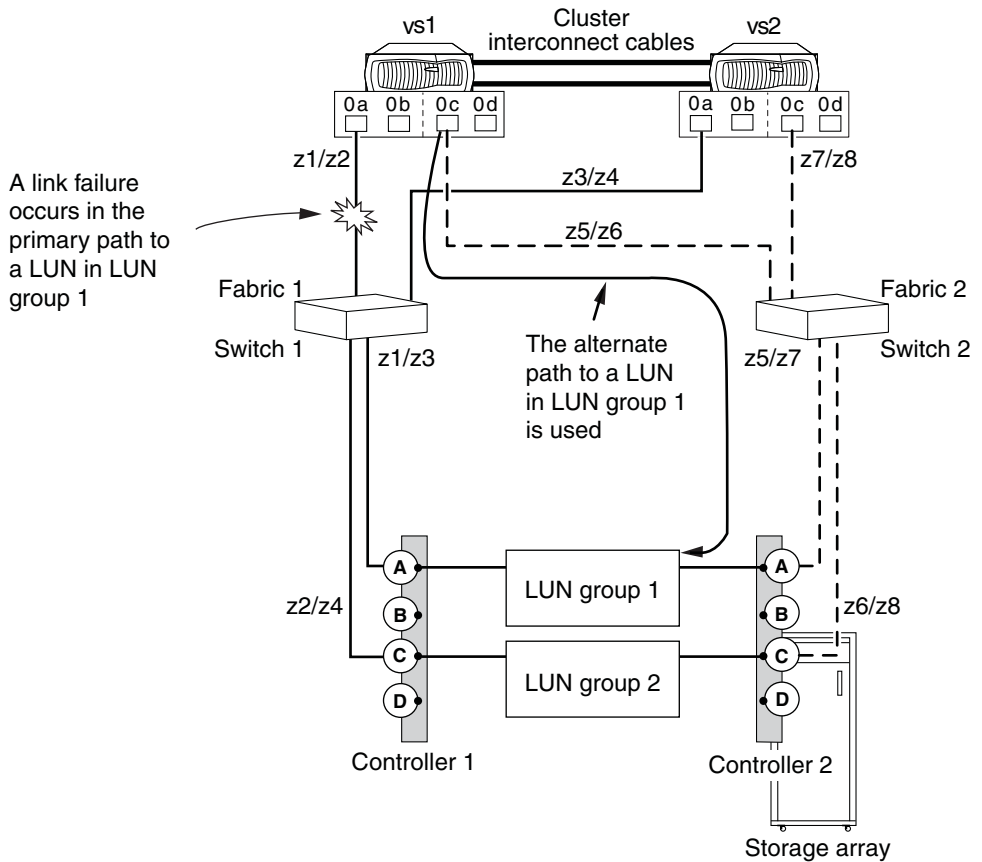 vs1
Cluster
interconnect cables
vs2
0a 0b 0c 0d
0a 0b 0c 0d
z1/z2
z3/z4
z7/z8
A link failure
occurs in the
primary path to
a LUN in LUN
group 1
z5/z6
Fabric 1
Switch 1
z1/z3
Fabric 2
Switch 2
z5/z7
The alternate
path to a LUN
in LUN group 1
is used
A
B
C
D
LUN group 1
LUN group 2
A
B
C
D
z2/z4
z6/z8
Controller 1
Controller 2
Storage array